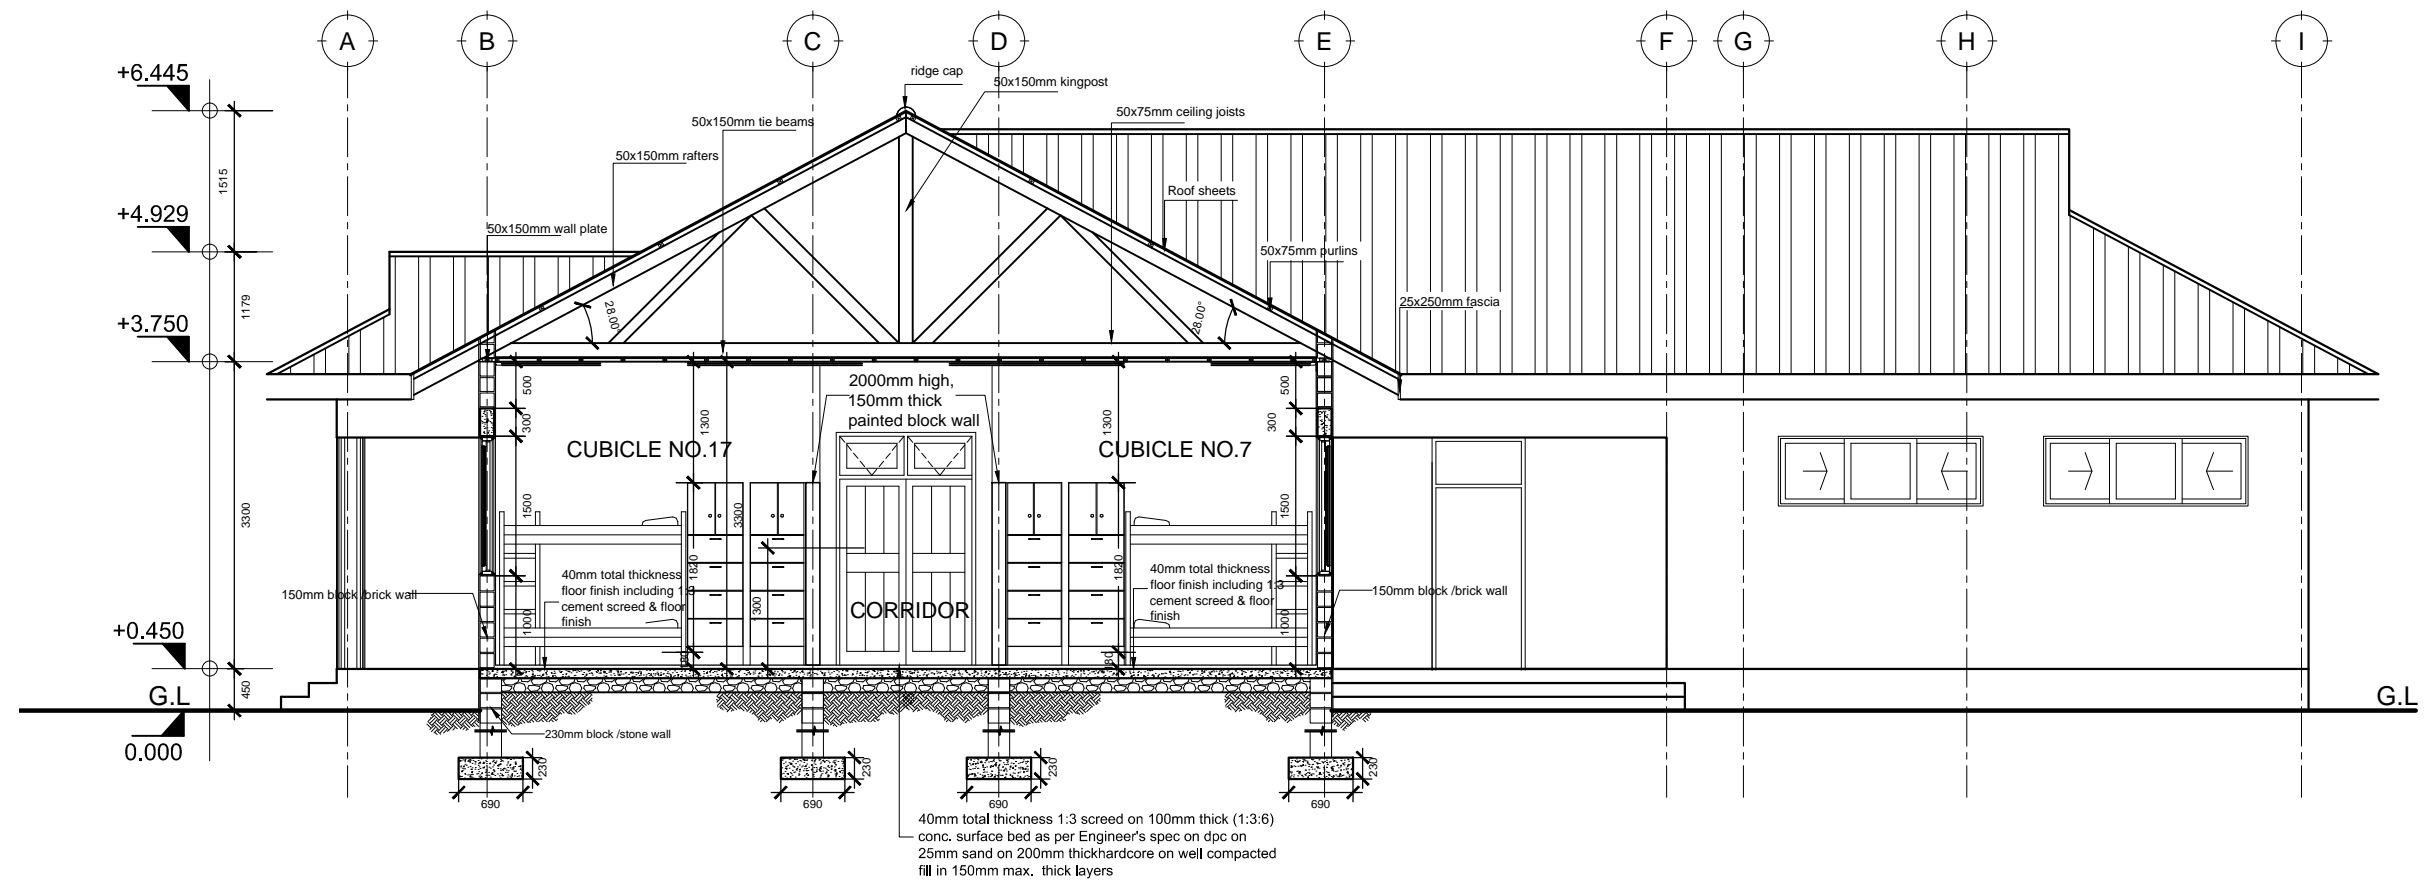 A
B
C
D
E
F
G
H
I
+6.445
ridge cap
50x150mm kingpost
50x75mm ceiling joists
50x150mm tie beams
50x150mm rafters
1515
Roof sheets
+4.929
50x150mm wall plate
50x75mm purlins
1179
28.00°
28.00°
25x250mm fascia
+3.750
500
500
2000mm high,
150mm thick
painted block wall
300
1300
1300
300
CUBICLE NO.17
CUBICLE NO.7
3300
1500
3300
1500
1820
1820
40mm total thickness
floor finish including 1:3
cement screed & floor
finish
40mm total thickness
floor finish including 1:3
cement screed & floor
finish
150mm block /brick wall
150mm block /brick wall
1300
CORRIDOR
1000
1000
+0.450
180
180
450
G.L
G.L
0.000
230mm block /stone wall
230
230
230
230
690
690
690
690
40mm total thickness 1:3 screed on 100mm thick (1:3:6)
conc. surface bed as per Engineer's spec on dpc on
25mm sand on 200mm thickhardcore on well compacted
fill in 150mm max. thick layers